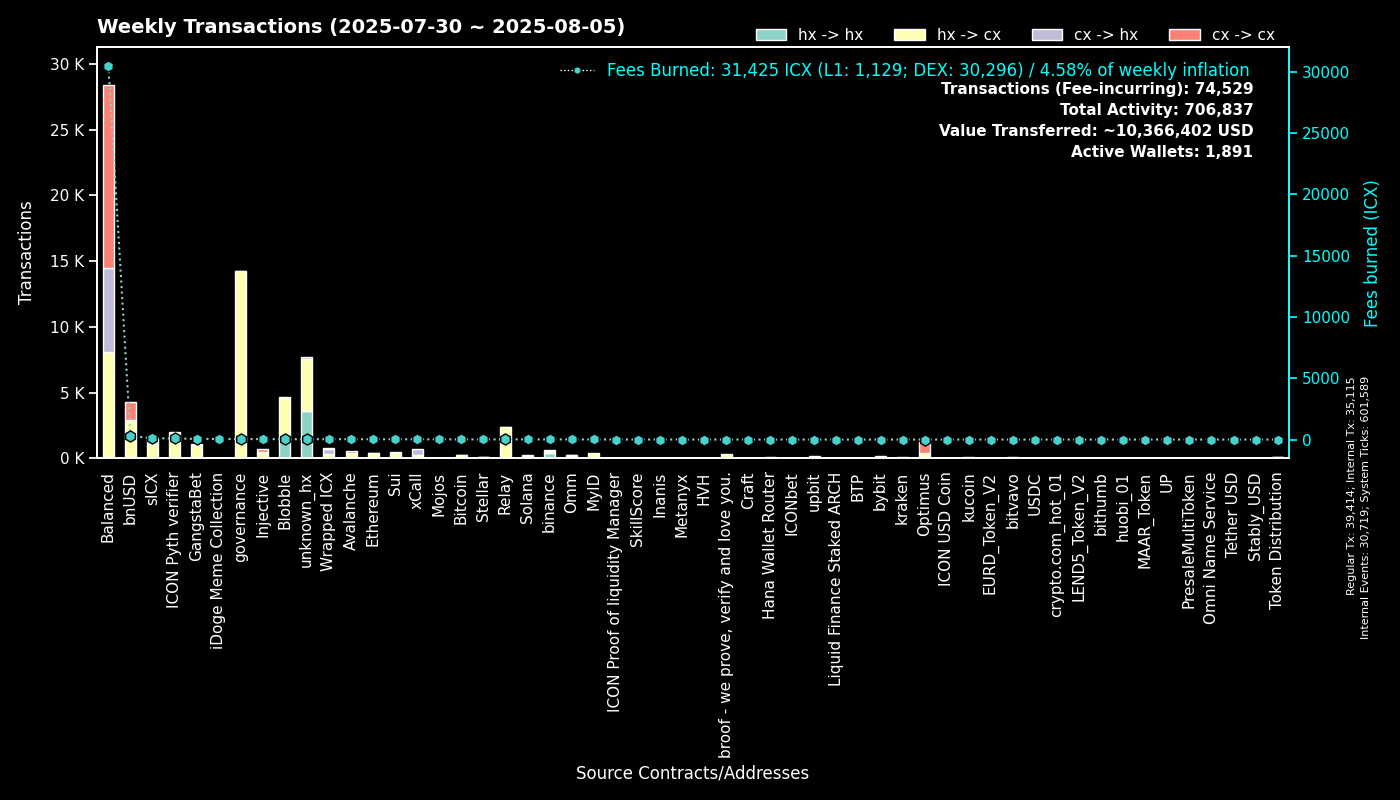 Weekly Transactions (2025-07-30 ~ 2025-08-05)
hx -> hx
hx -> cx
cx -> hx
cx -> cx
Fees Burned: 31,425 ICX (L1: 1,129; DEX: 30,296) / 4.58% of weekly inflation
Transactions (Fee-incurring): 74,529
Total Activity: 706,837
Value Transferred: ~10,366,402 USD
Active Wallets: 1,891
Transactions
30 K
25 K
20 K
15 K
10 K
5 K
0 K
30000
25000
20000
15000
10000
5000
0
Fees burned (ICX)
Regular Tx: 39,414; Internal Tx: 35,115
Internal Events: 30,719; System Ticks: 601,589
Balanced
bnUSD
sICX
ICON Pyth verifier
GangstaBet
iDoge Meme Collection
governance
Injective
Blobble
unknown_hx
Wrapped ICX
Avalanche
Ethereum
Sui
xCall
Mojos
Bitcoin
Stellar
Relay
Solana
binance
Omm
MyID
ICON Proof of liquidity Manager
SkillScore
Inanis
Metanyx
HVH
broof - we prove, verify and love you.
Craft
Hana Wallet Router
ICONbet
upbit
Liquid Finance Staked ARCH
BTP
bybit
kraken
Optimus
ICON USD Coin
kucoin
EURD_Token_V2
bitvavo
USDC
crypto.com_hot_01
LEND5_Token_V2
bithumb
huobi_01
MAAR_Token
UP
PresaleMultiToken
Omni Name Service
Tether USD
Stably_USD
Token Distribution
Source Contracts/Addresses